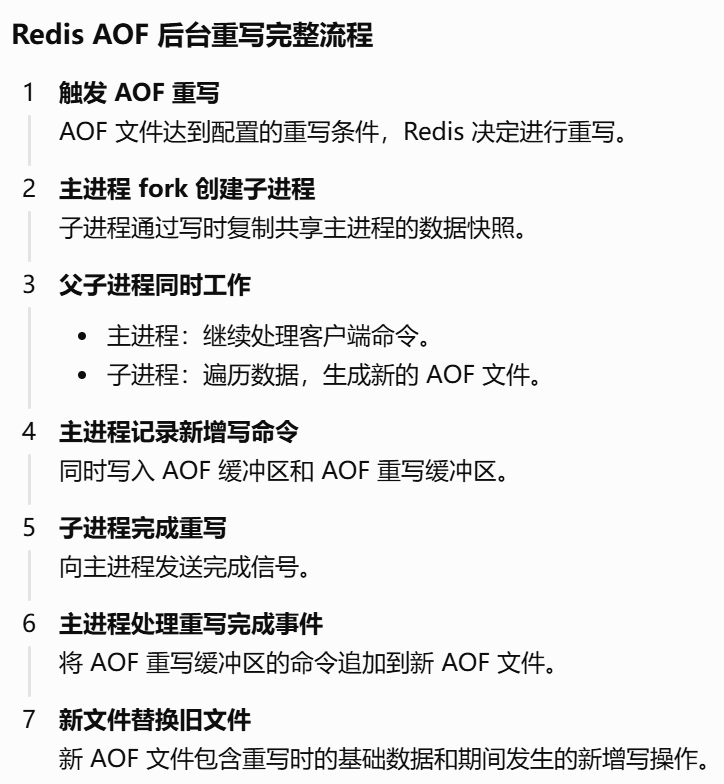 Redis AOF 后台重写完整流程
1 触发 AOF 重写
AOF 文件达到配置的重写条件，Redis 决定进行重写。
2 主进程 fork 创建子进程
子进程通过写时复制共享主进程的数据快照。
3 父子进程同时工作
• 主进程：继续处理客户端命令。
• 子进程：遍历数据，生成新的 AOF 文件。
4 主进程记录新增写命令
同时写入 AOF 缓冲区和 AOF 重写缓冲区。
5 子进程完成重写
向主进程发送完成信号。
6 主进程处理重写完成事件
将 AOF 重写缓冲区的命令追加到新 AOF 文件。
7 新文件替换旧文件
新 AOF 文件包含重写时的基础数据和期间发生的新增写操作。